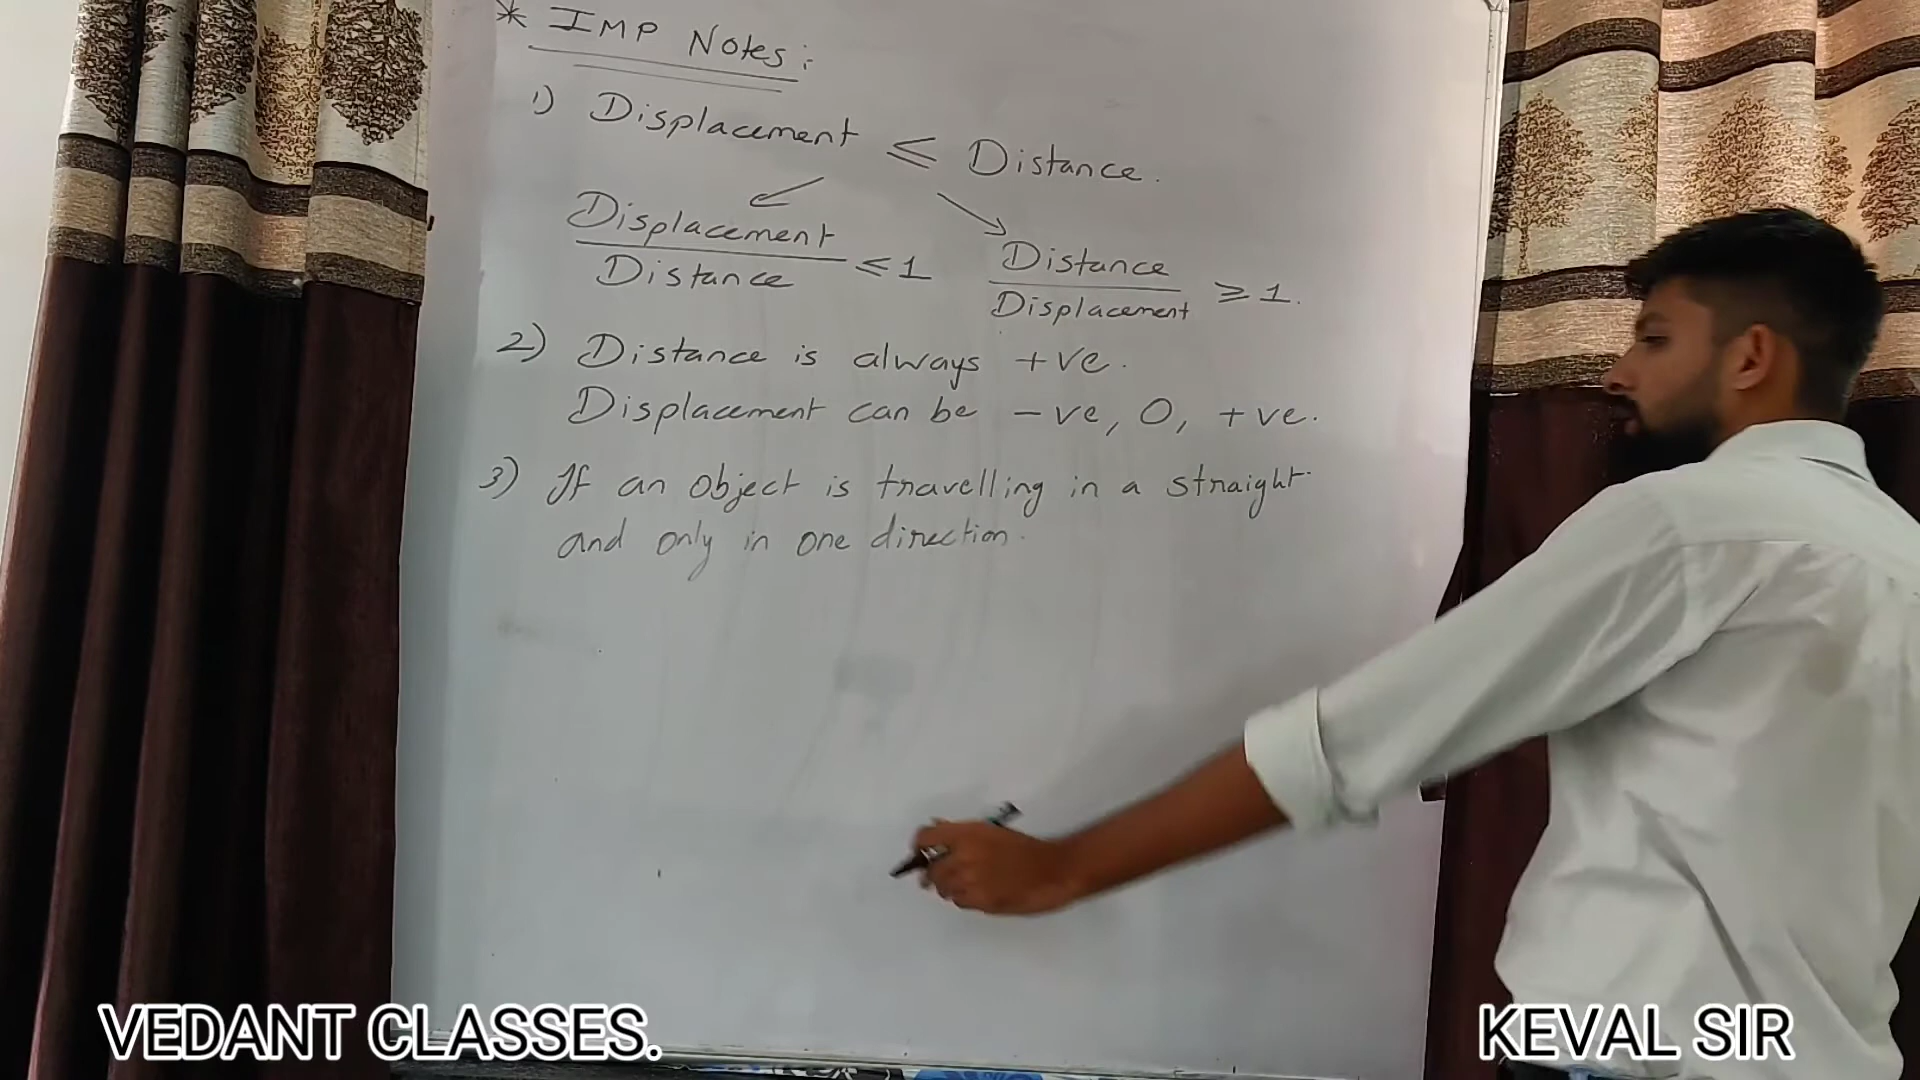 * IMP Notes:
1) Displacement ≤ Distance.
Displacement / Distance ≤ 1
Distance / Displacement ≥ 1.
2) Distance is always +ve.
Displacement can be -ve, 0, +ve.
3) If an object is travelling in a straight
and only in one direction.
VEDANT CLASSES.
KEVAL SIR